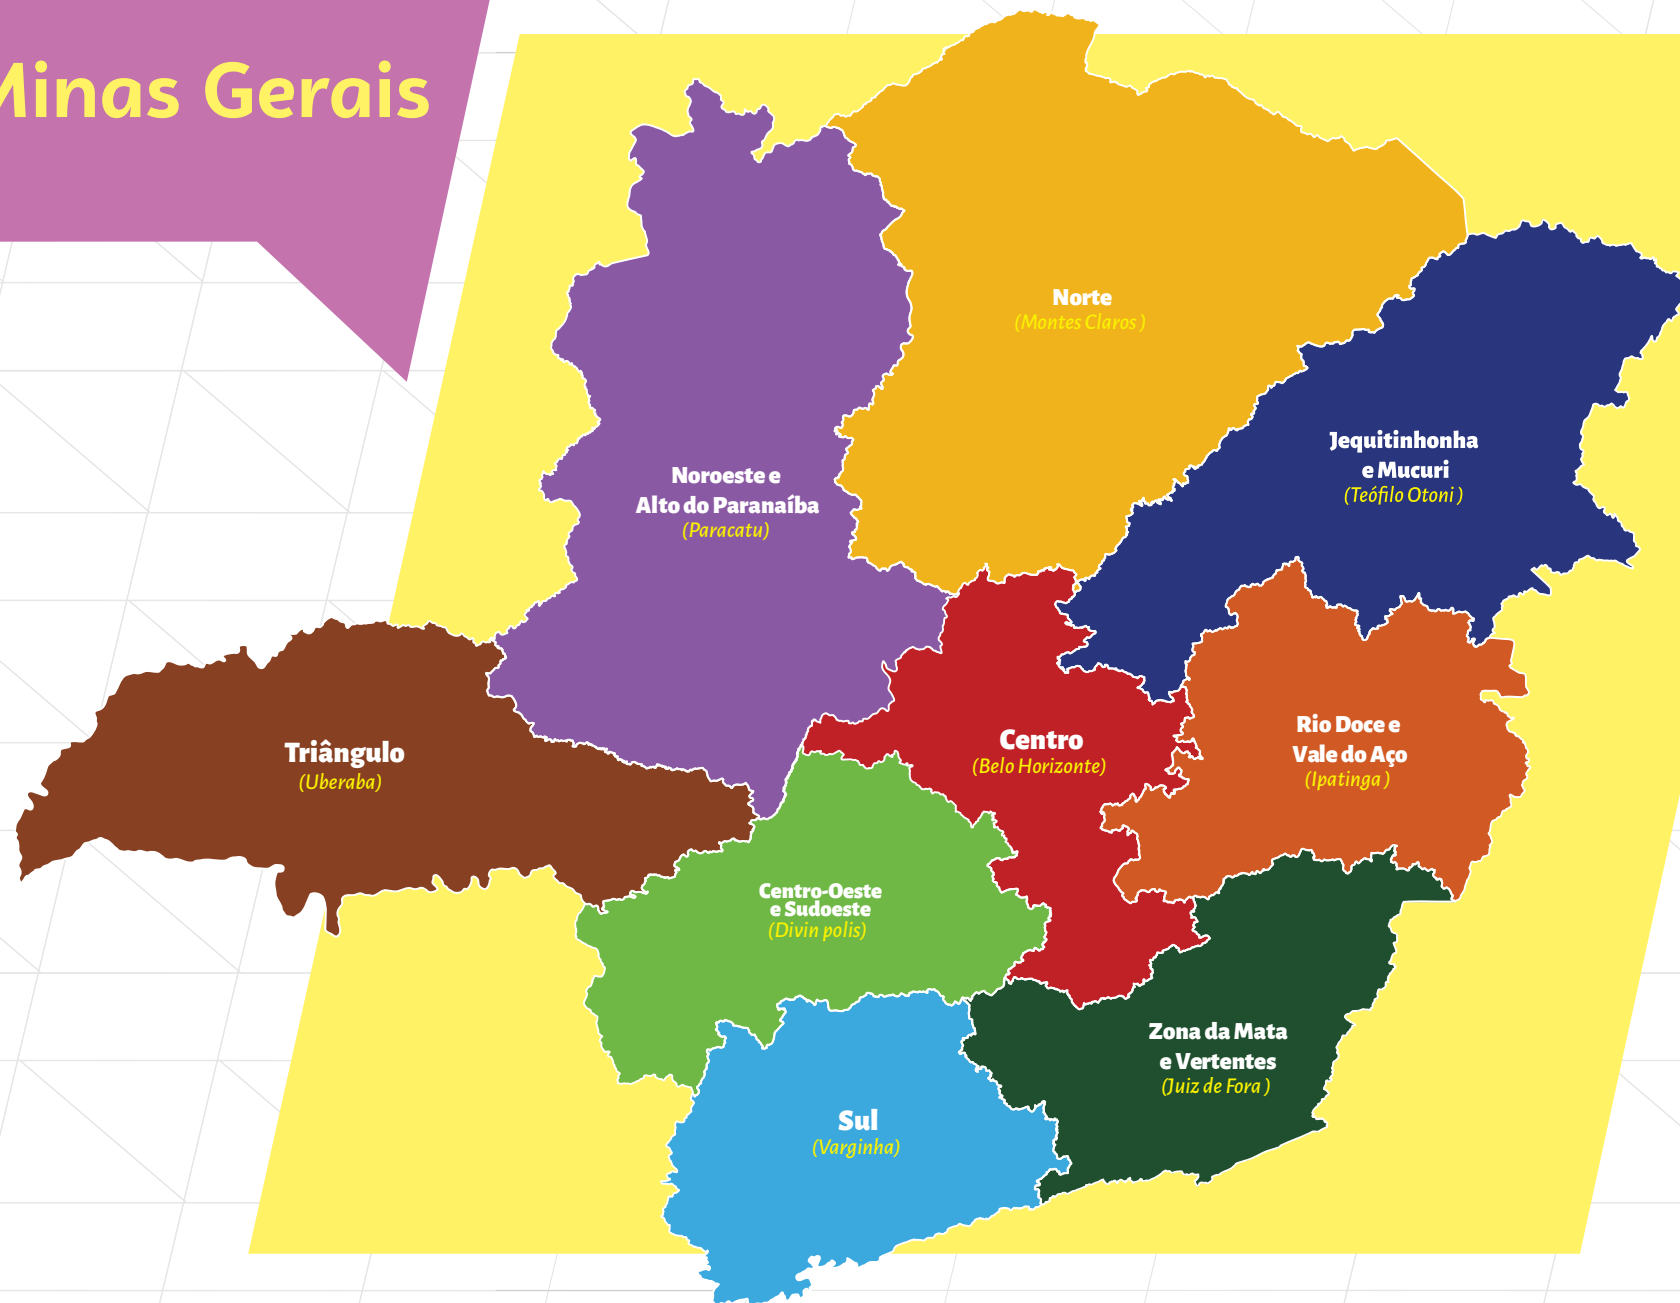 Minas Gerais
Norte
(Montes Claros )
Jequitinhonha
e Mucuri
(Teófilo Otoni )
Noroeste e
Alto do Paranaíba
(Paracatu)
Triângulo
(Uberaba)
Centro
(Belo Horizonte)
Rio Doce e
Vale do Aço
(Ipatinga )
Centro-Oeste
e Sudoeste
(Divin polis)
Zona da Mata
e Vertentes
(Juiz de Fora )
Sul
(Varginha)